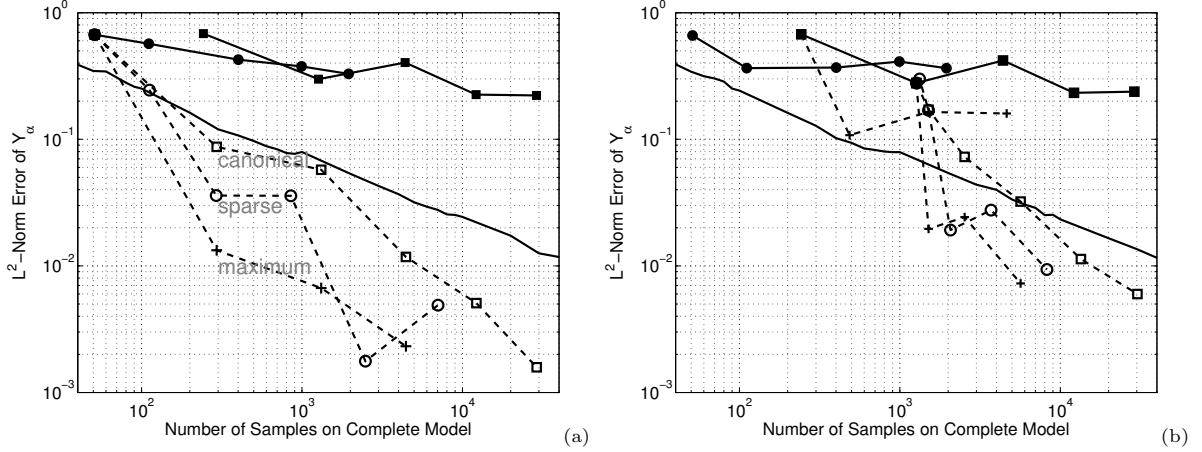 10^0
10^-1
10^-2
10^-3
L^2-Norm Error of Y_α
canonical
sparse
maximum
10^2
10^3
10^4
Number of Samples on Complete Model
(a)
10^0
10^-1
10^-2
10^-3
L^2-Norm Error of Y_α
10^2
10^3
10^4
Number of Samples on Complete Model
(b)